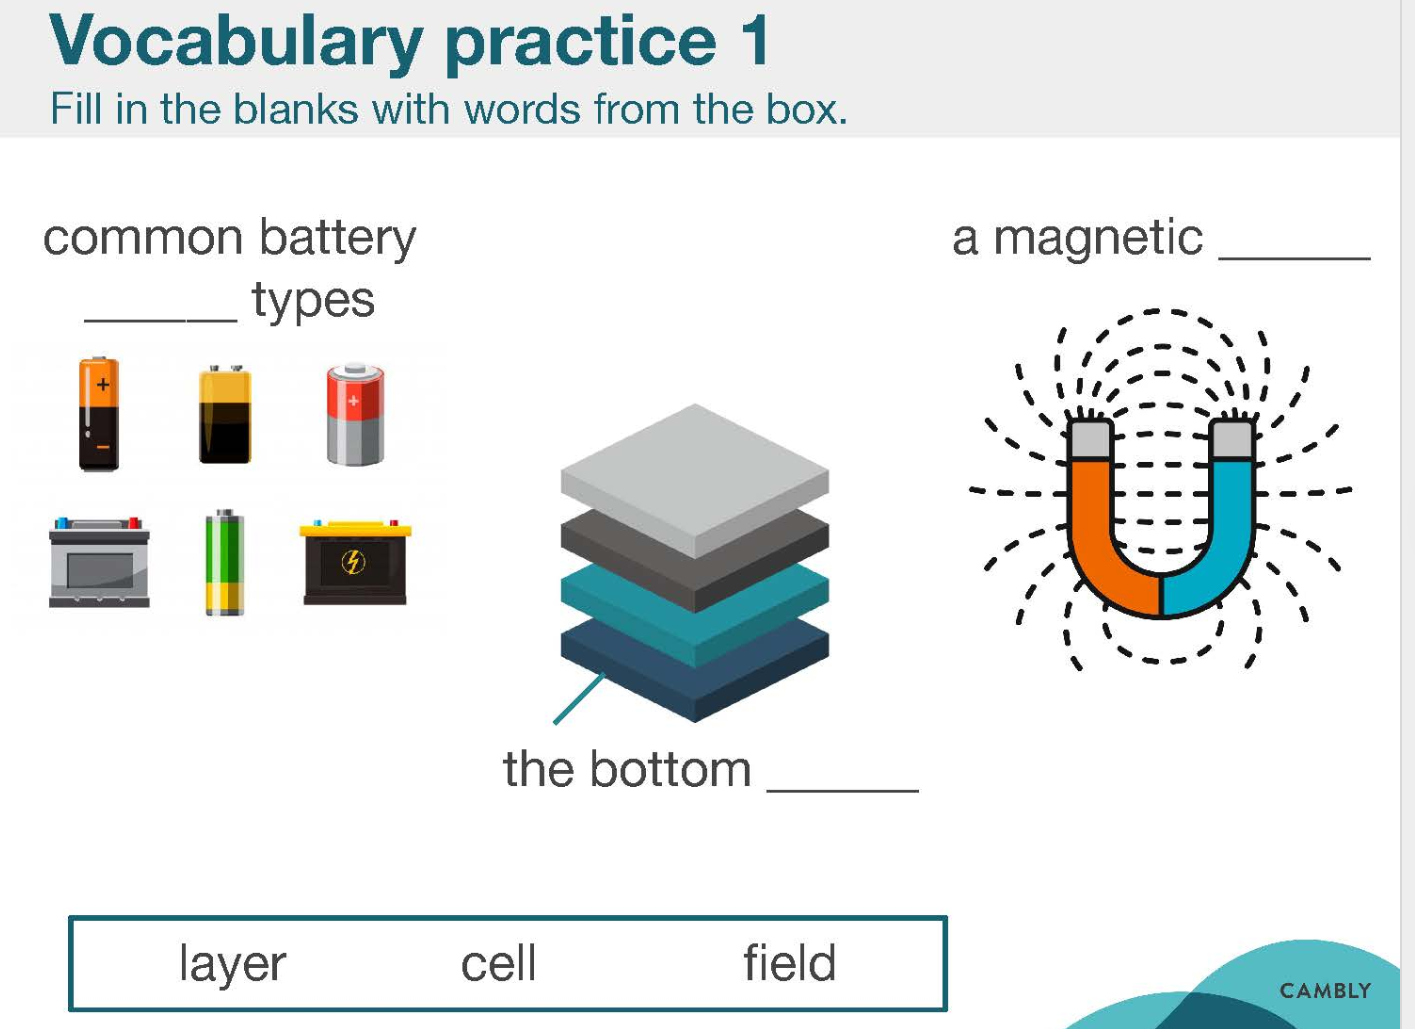 Vocabulary practice 1
Fill in the blanks with words from the box.
common battery
______ types
a magnetic ______
+
+
the bottom ______
layer cell field
CAMBLY